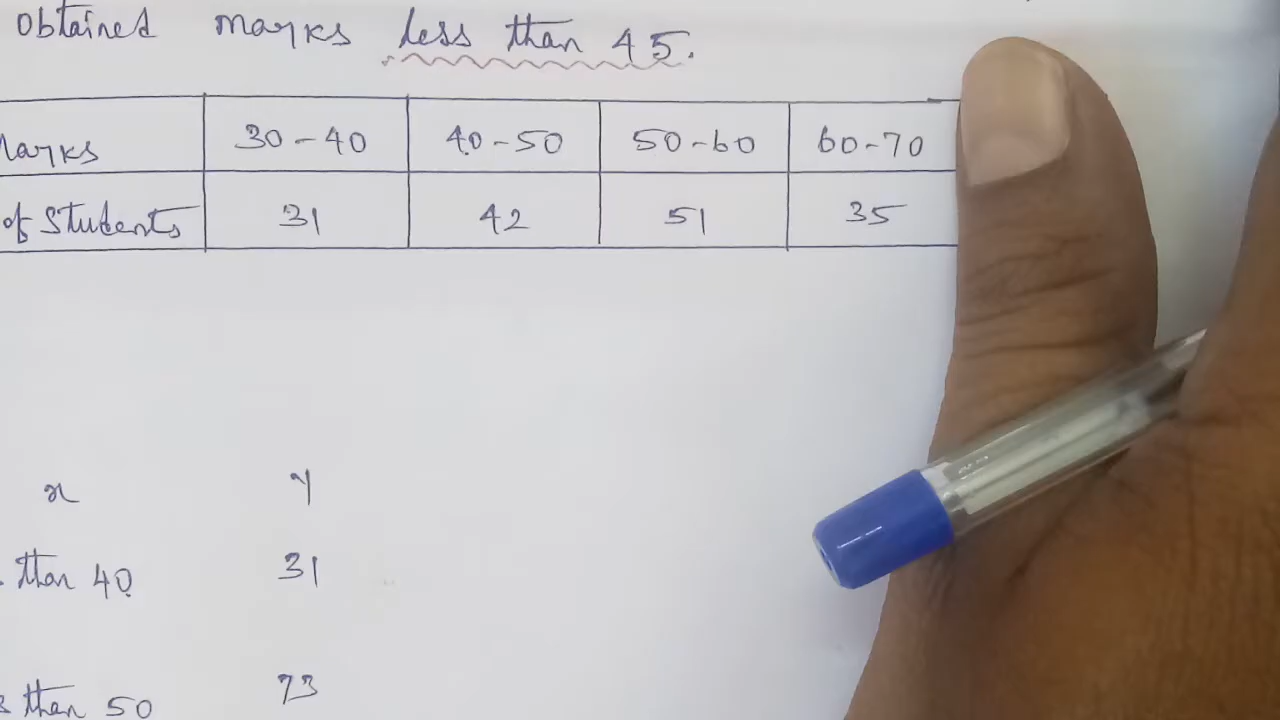 obtained marks less than 45.
Marks 30-40 40-50 50-60 60-70
of Students 31 42 51 35
x y
than 40 31
than 50 73